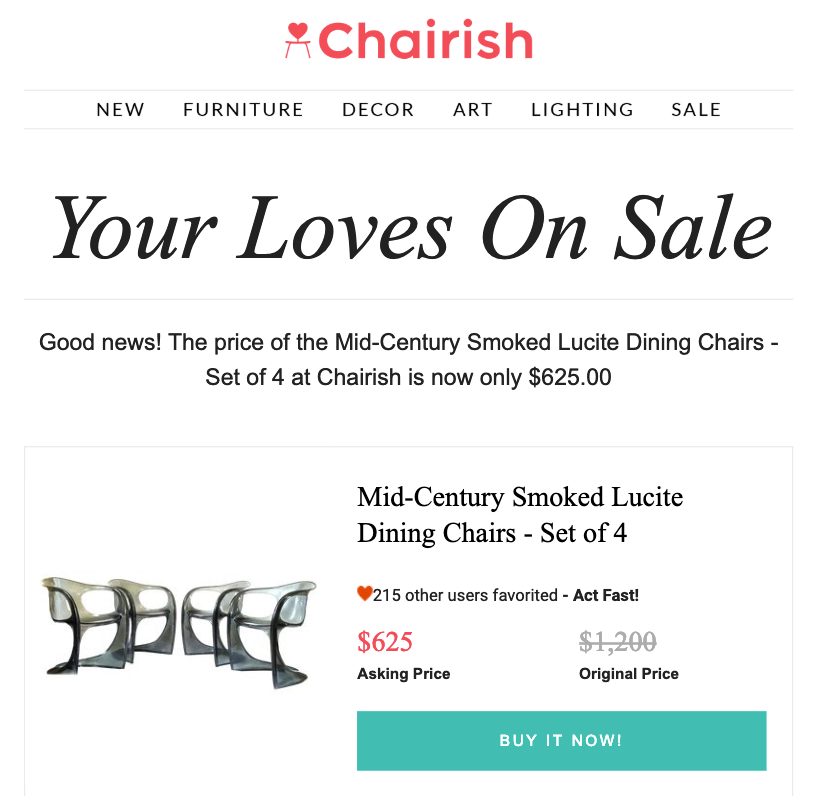 Chairish
NEW FURNITURE DECOR ART LIGHTING SALE
Your Loves On Sale
Good news! The price of the Mid-Century Smoked Lucite Dining Chairs -
Set of 4 at Chairish is now only $625.00
Mid-Century Smoked Lucite
Dining Chairs - Set of 4
215 other users favorited - Act Fast!
$625 $1,200
Asking Price Original Price
BUY IT NOW!